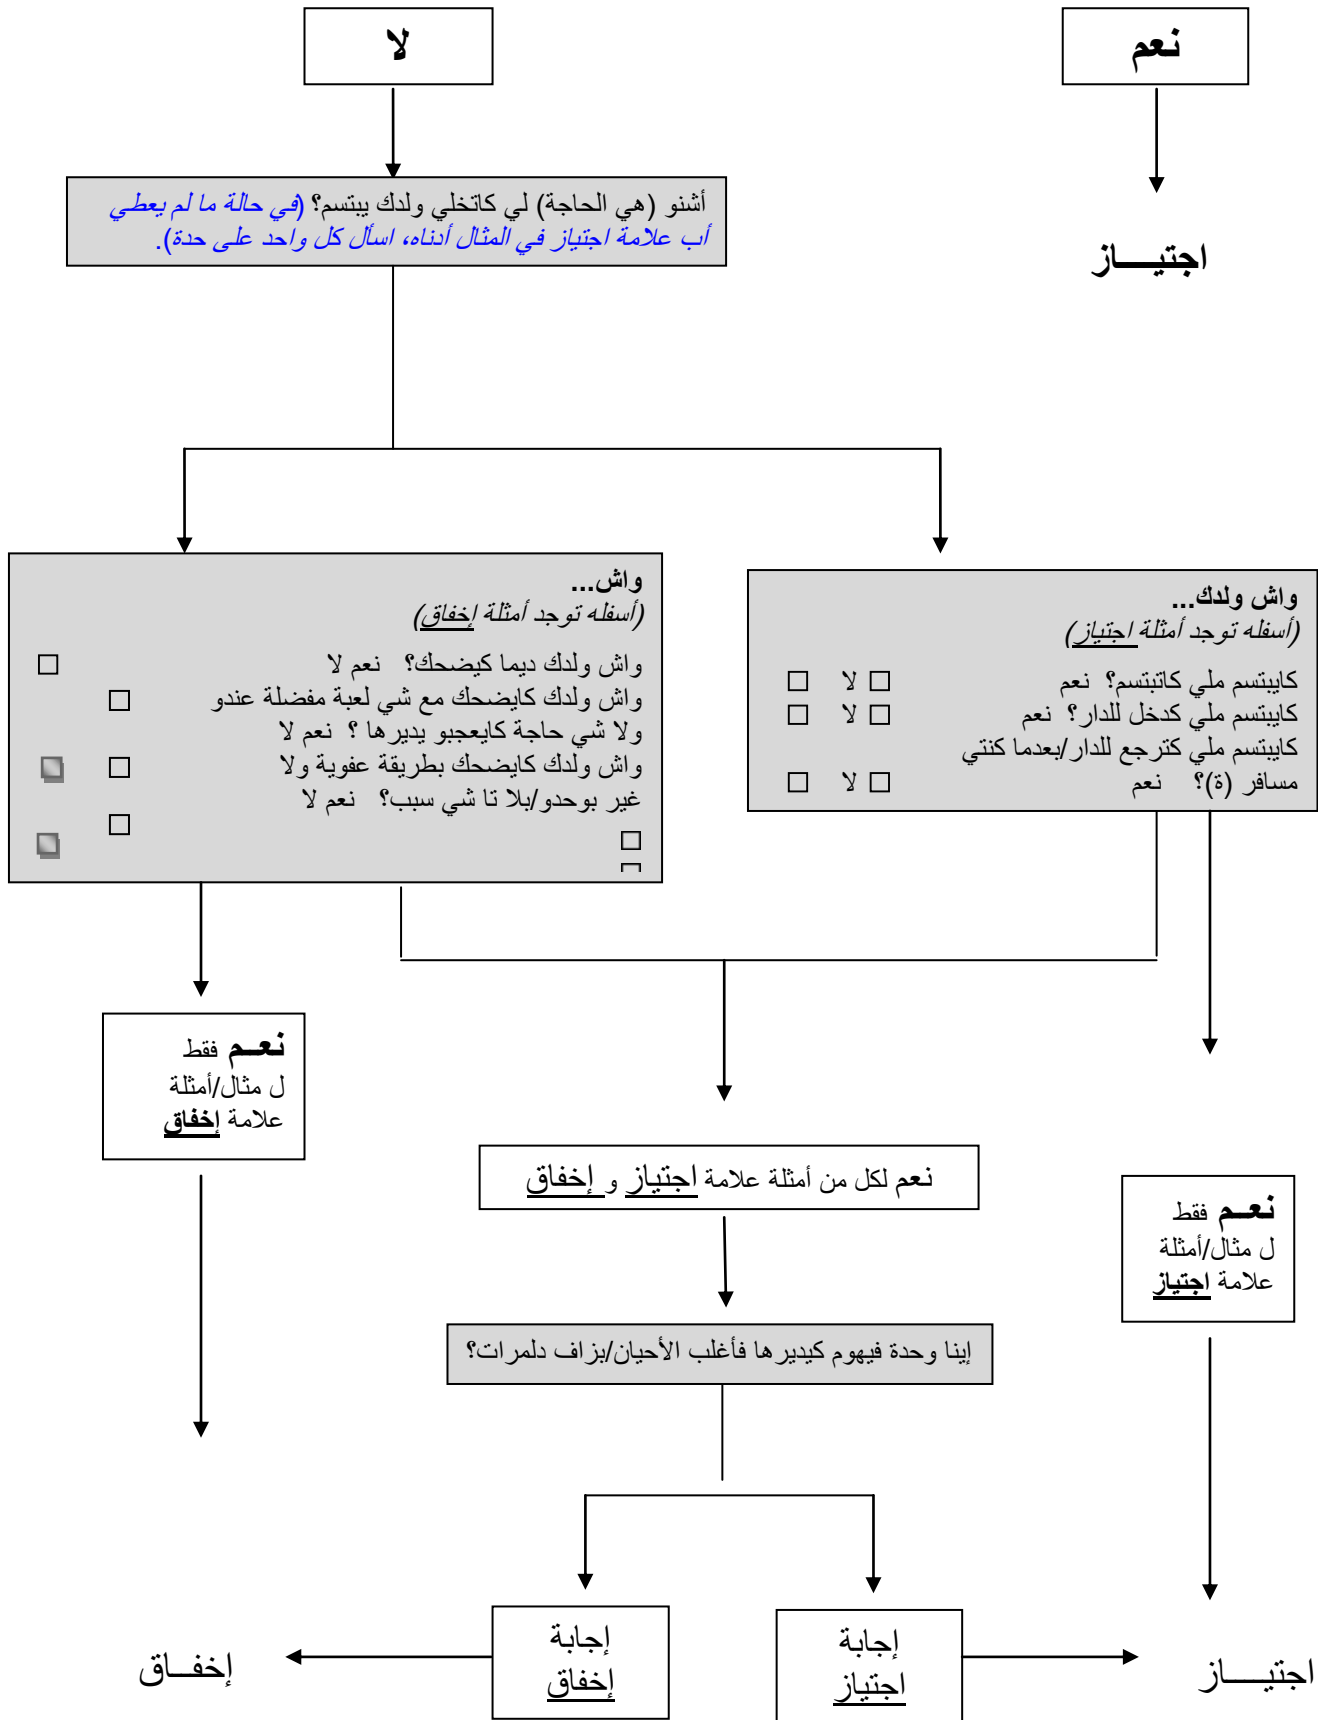 نعم
لا
اجتيـــاز
أشنو (هي الحاجة) لي كاتخلي ولدك يبتسم؟ (في حالة ما لم يعطي
أب علامة اجتياز في المثال أدناه، اسأل كل واحد على حدة).
واش ولدك...
(أسفله توجد أمثلة اجتياز)
كايبتسم ملي كاتبتسم؟ نعم □ لا □
كايبتسم ملي كدخل للدار؟ نعم □ لا □
كايبتسم ملي كترجع للدار/بعدما كنتي
مسافر (ة)؟ نعم □ لا □
واش...
(أسفله توجد أمثلة إخفاق)
واش ولدك ديما كيضحك؟ نعم لا
واش ولدك كايضحك مع شي لعبة مفضلة عندو
ولا شي حاجة كايعجبو يديرها ؟ نعم لا
واش ولدك كايضحك بطريقة عفوية ولا
غير بوحدو/بلا تا شي سبب؟ نعم لا
نعـم فقط
ل مثال/أمثلة
علامة إخفاق
نعم لكل من أمثلة علامة اجتياز و إخفاق
نعـم فقط
ل مثال/أمثلة
علامة اجتياز
إينا وحدة فيهوم كيديرها فأغلب الأحيان/بزاف دلمرات؟
إجابة
اجتياز
إجابة
إخفاق
اجتيـــاز
إخفــاق